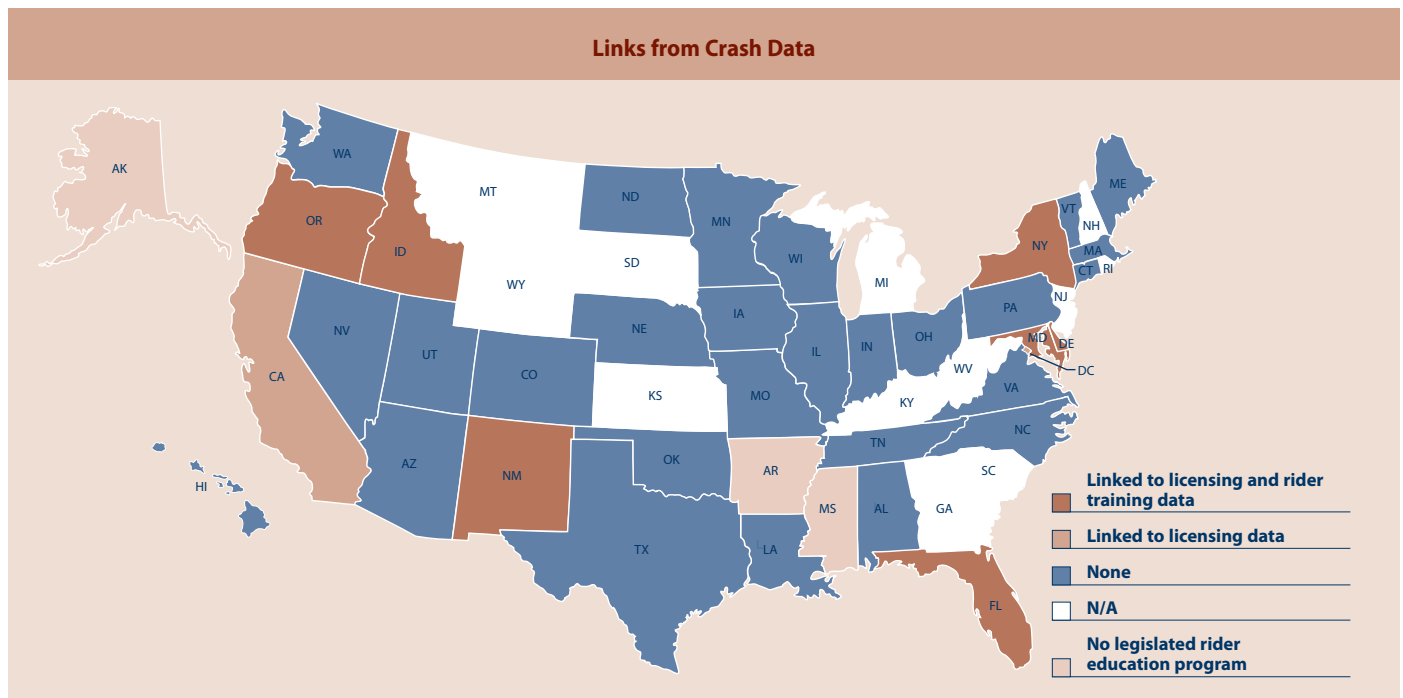 Links from Crash Data
AK
WA
MT
ND
MN
ME
VT
NH
OR
ID
WY
SD
WI
MI
NY
MA
CT
RI
NV
UT
CO
NE
IA
IL
IN
OH
PA
NJ
MD
DE
DC
CA
KS
MO
KY
WV
VA
HI
AZ
NM
OK
AR
TN
NC
SC
TX
LA
MS
AL
GA
FL
Linked to licensing and rider
training data
Linked to licensing data
None
N/A
No legislated rider
education program